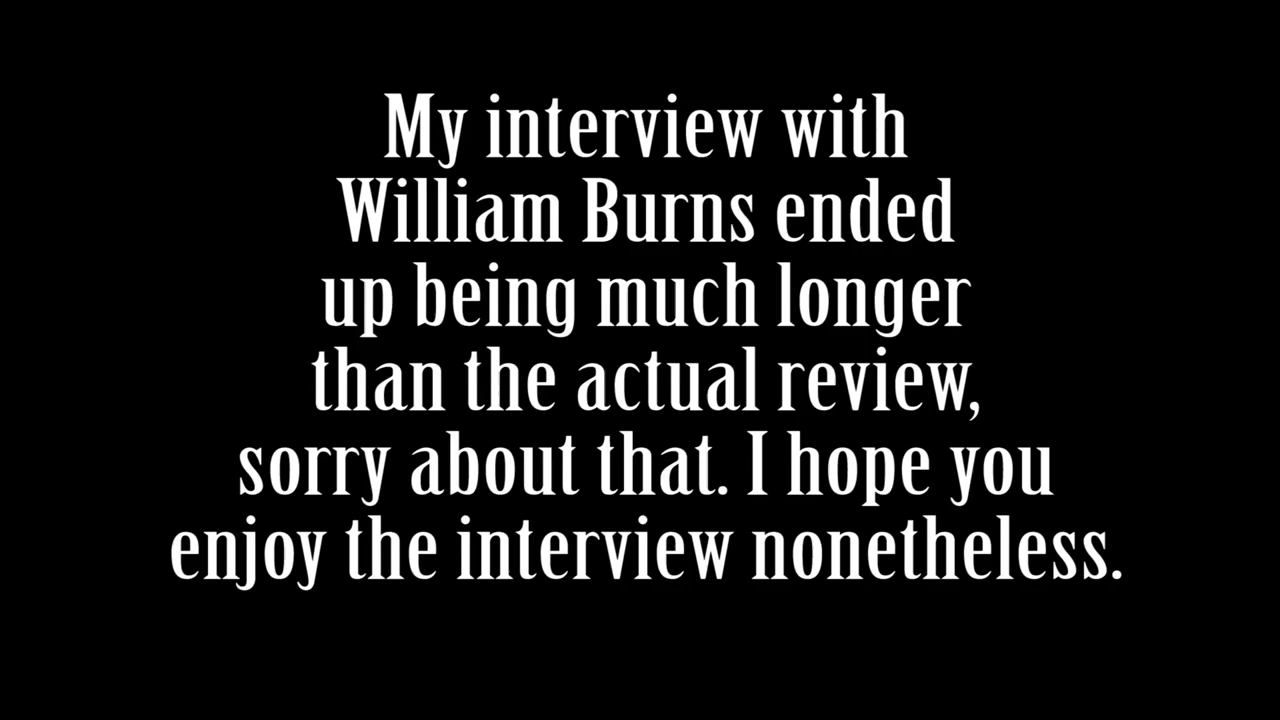 My interview with
William Burns ended
up being much longer
than the actual review,
sorry about that. I hope you
enjoy the interview nonetheless.